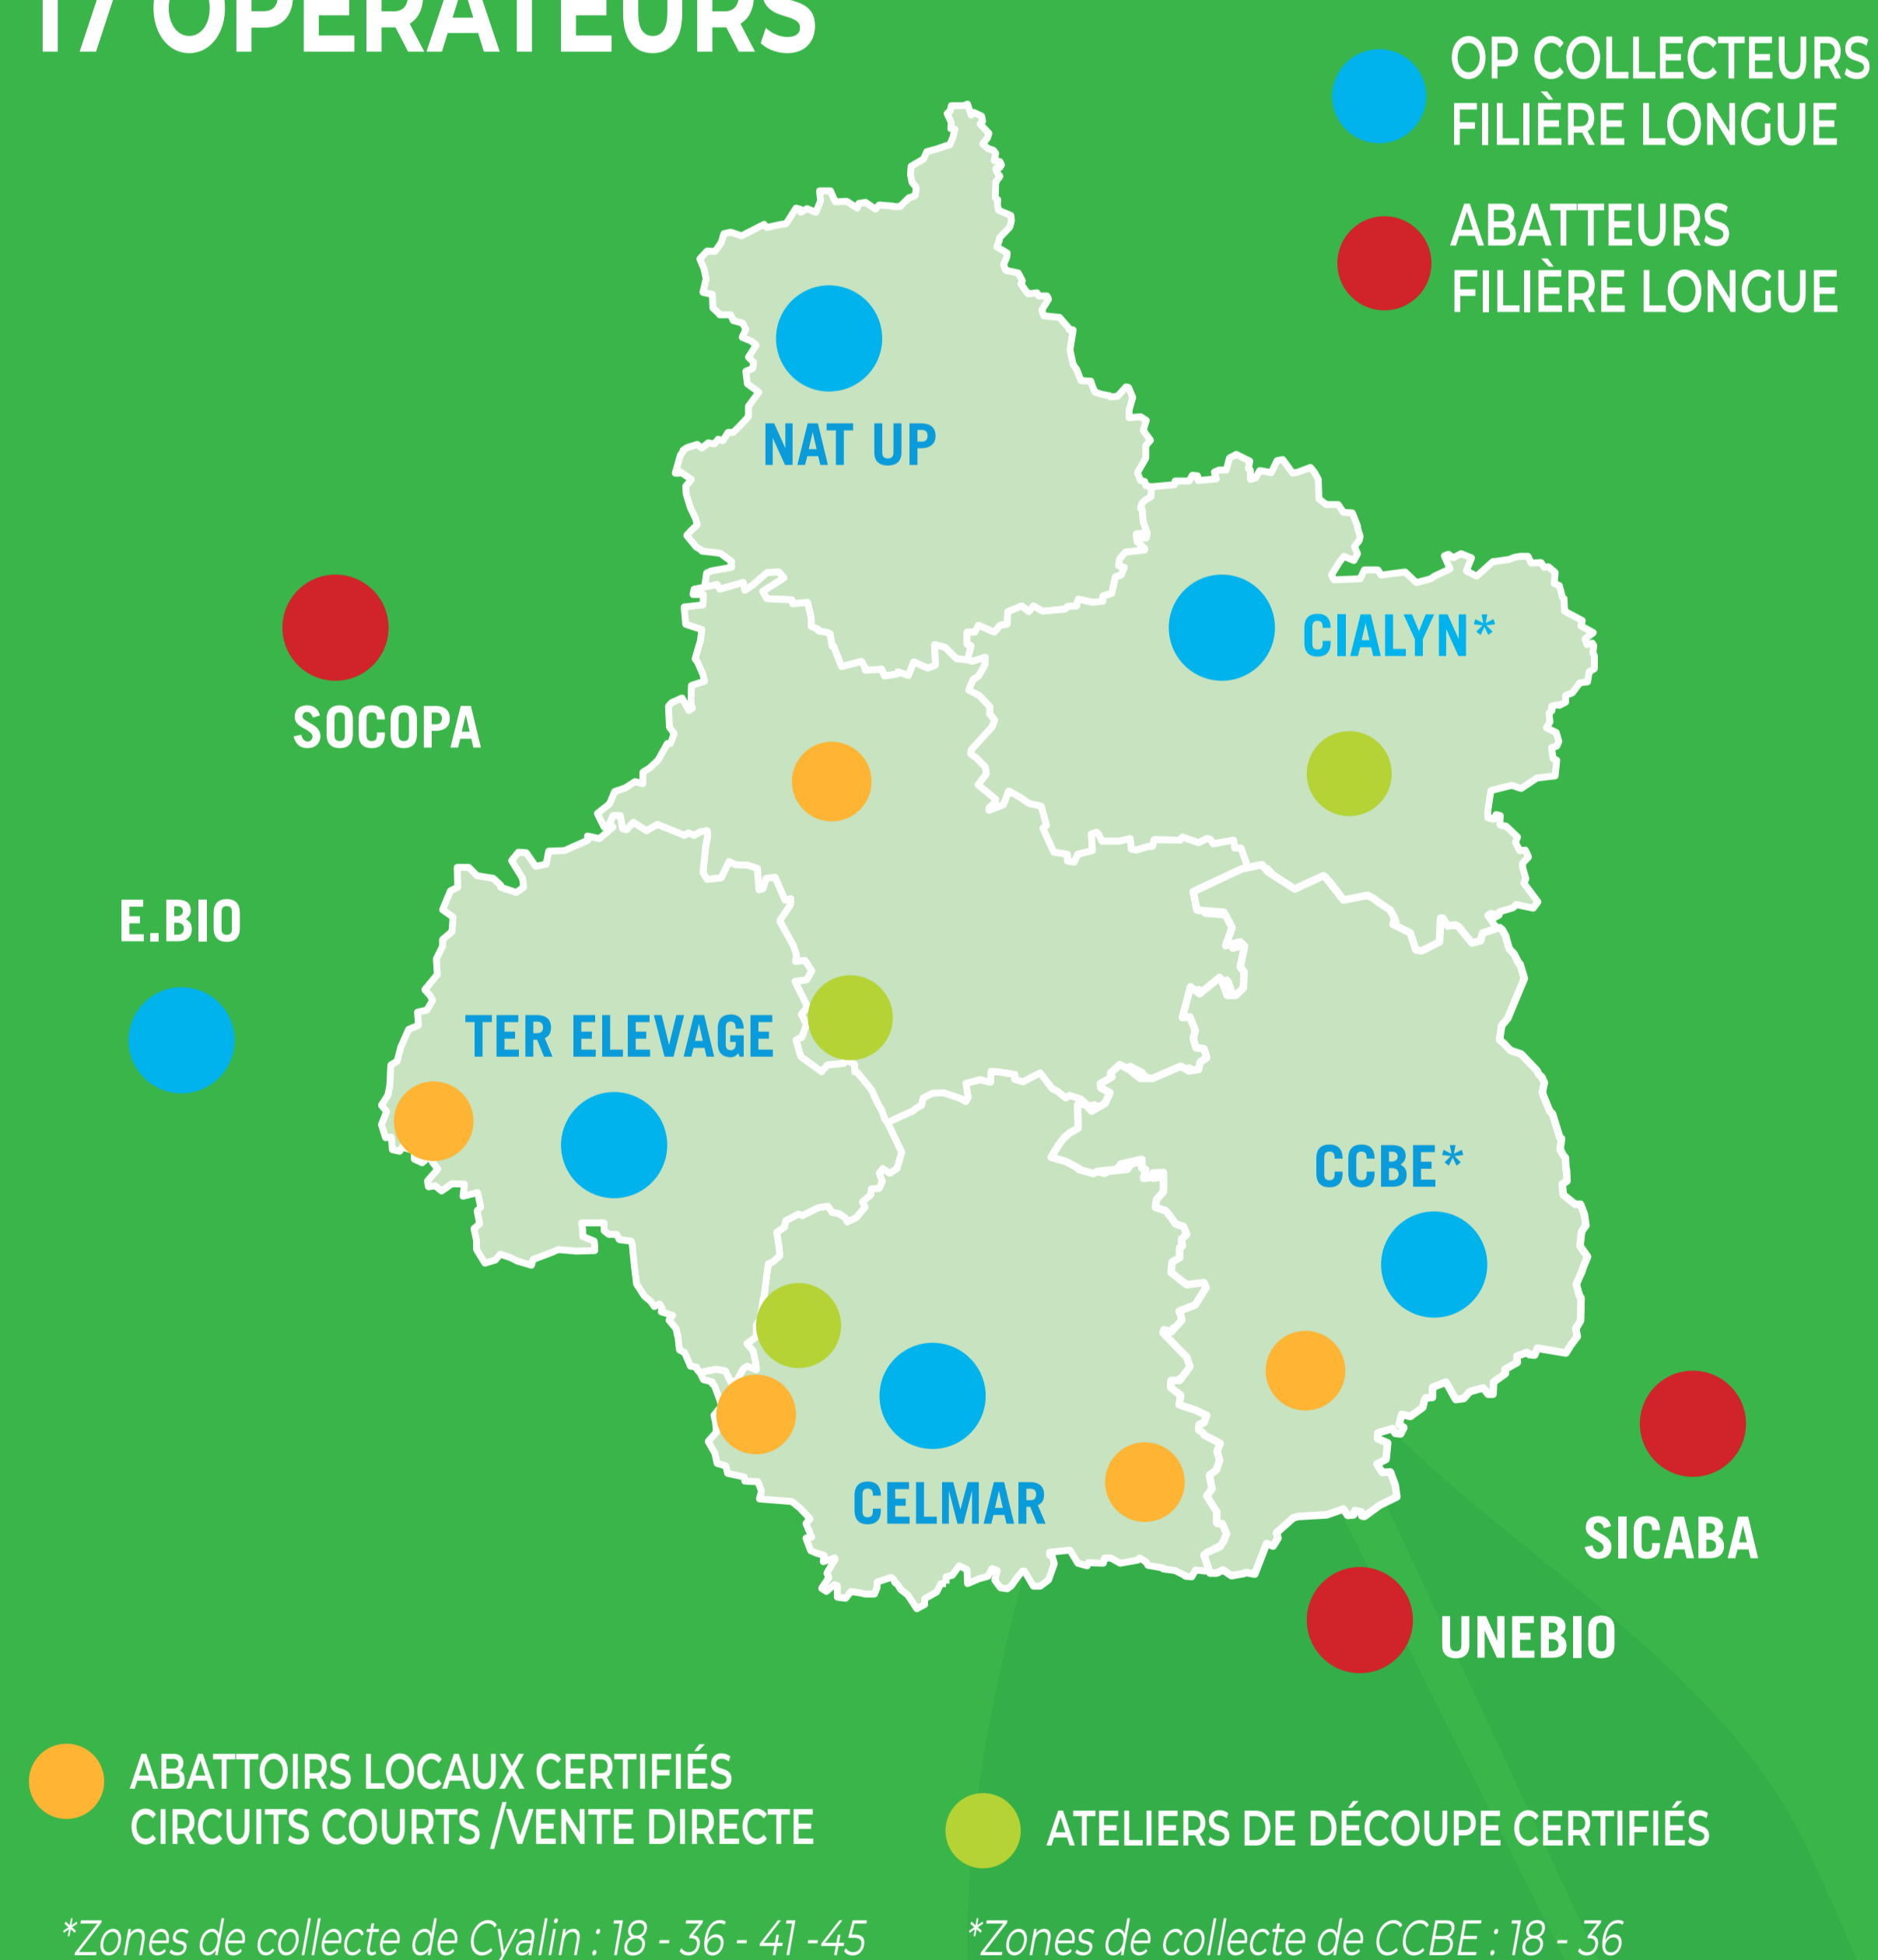 17 OPÉRATEURS
OP COLLECTEURS
FILIÈRE LONGUE
ABATTEURS
FILIÈRE LONGUE
NAT UP
CIALYN*
SOCOPA
E.BIO
TER ELEVAGE
CCBE*
CELMAR
SICABA
UNEBIO
ABATTOIRS LOCAUX CERTIFIÉS
CIRCUITS COURTS /VENTE DIRECTE
ATELIERS DE DÉCOUPE CERTIFIÉS
*Zones de collecte de Cyalin : 18 - 36 - 41 -45
*Zones de collecte de CCBE : 18 - 36